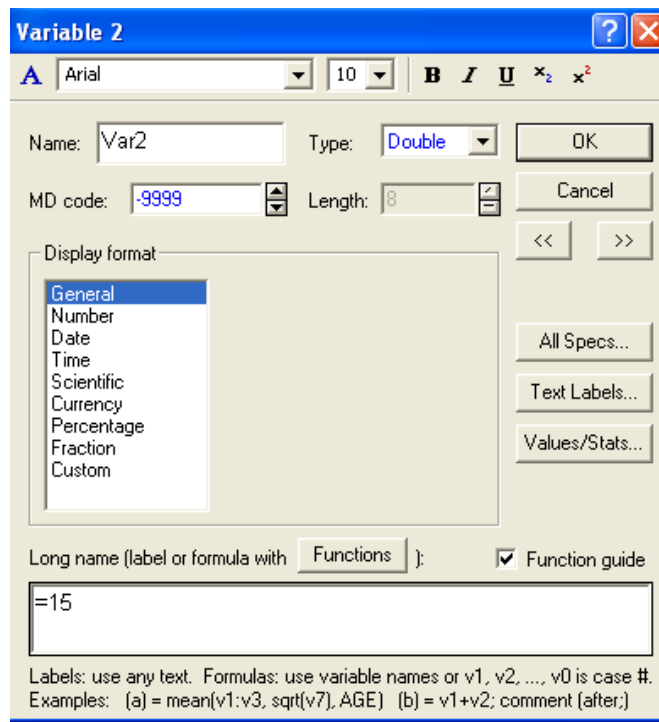 Variable 2
A Arial 10 B I U x₂ x²
Name: Var2 Type: Double OK
MD code: -9999 Length: 8 Cancel
<< >>
Display format
General
Number
Date
Time
Scientific
Currency
Percentage
Fraction
Custom
All Specs...
Text Labels...
Values/Stats...
Long name (label or formula with Functions ): Function guide
=15
Labels: use any text. Formulas: use variable names or v1, v2, ..., v0 is case #.
Examples: (a) = mean(v1:v3, sqrt(v7), AGE) (b) = v1+v2; comment (after;)